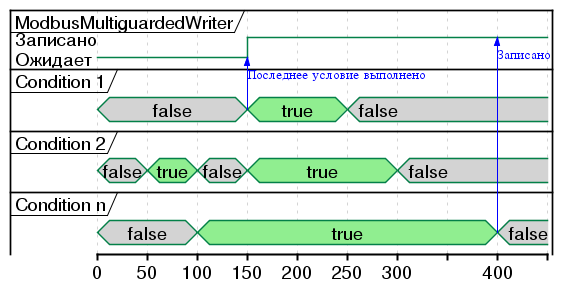 ModbusMultiguardedWriter
Записано
Ожидает
Последнее условие выполнено
Записано
Condition 1
false true false
Condition 2
false true false true false
Condition n
false true false
0 50 100 150 200 250 300 400